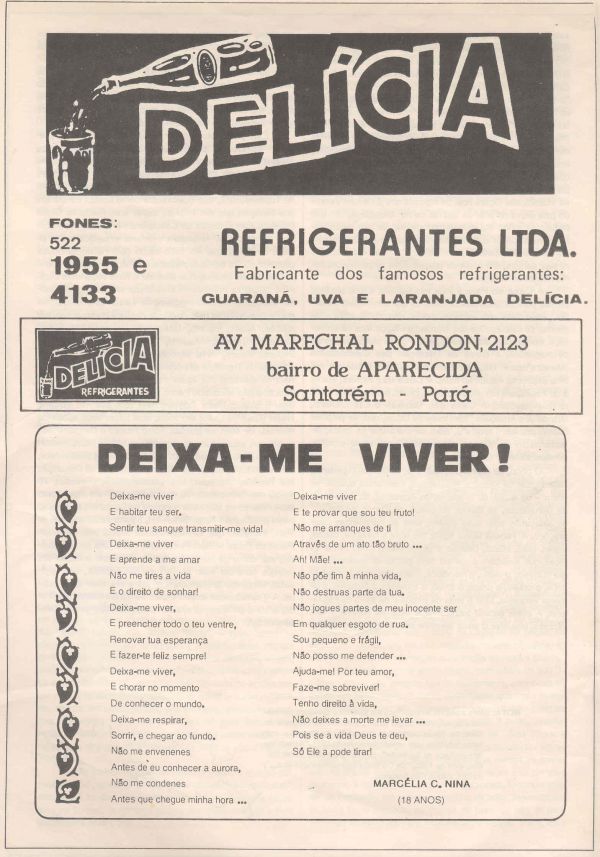 DELÍCIA
FONES:
522
1955 e
4133
REFRIGERANTES LTDA.
Fabricante dos famosos refrigerantes:
GUARANÁ, UVA E LARANJADA DELÍCIA.
DELÍCIA
REFRIGERANTES
AV. MARECHAL RONDON, 2123
bairro de APARECIDA
Santarém - Pará
DEIXA-ME VIVER!
Deixa-me viver
E habitar teu ser.
Sentir teu sangue transmitir-me vida!
Deixa-me viver
E aprende a me amar
Não me tires a vida
E o direito de sonhar!
Deixa-me viver,
E preencher todo o teu ventre,
Renovar tua esperança
E fazer-te feliz sempre!
Deixa-me viver,
E chorar no momento
De conhecer o mundo.
Deixa-me respirar,
Sorrir, e chegar ao fundo.
Não me envenenes
Antes de eu conhecer a aurora,
Não me condenes
Antes que chegue minha hora ...
Deixa-me viver
E te provar que sou teu fruto!
Não me arranques de ti
Através de um ato tão bruto ...
Ah! Mãe! ...
Não põe fim à minha vida,
Não destruas parte da tua.
Não jogues partes de meu inocente ser
Em qualquer esgoto de rua.
Sou pequeno e frágil,
Não posso me defender ...
Ajuda-me! Por teu amor,
Faze-me sobreviver!
Tenho direito à vida,
Não deixes a morte me levar ...
Pois se a vida Deus te deu,
Só Ele a pode tirar!
MARCÉLIA C. NINA
(18 ANOS)